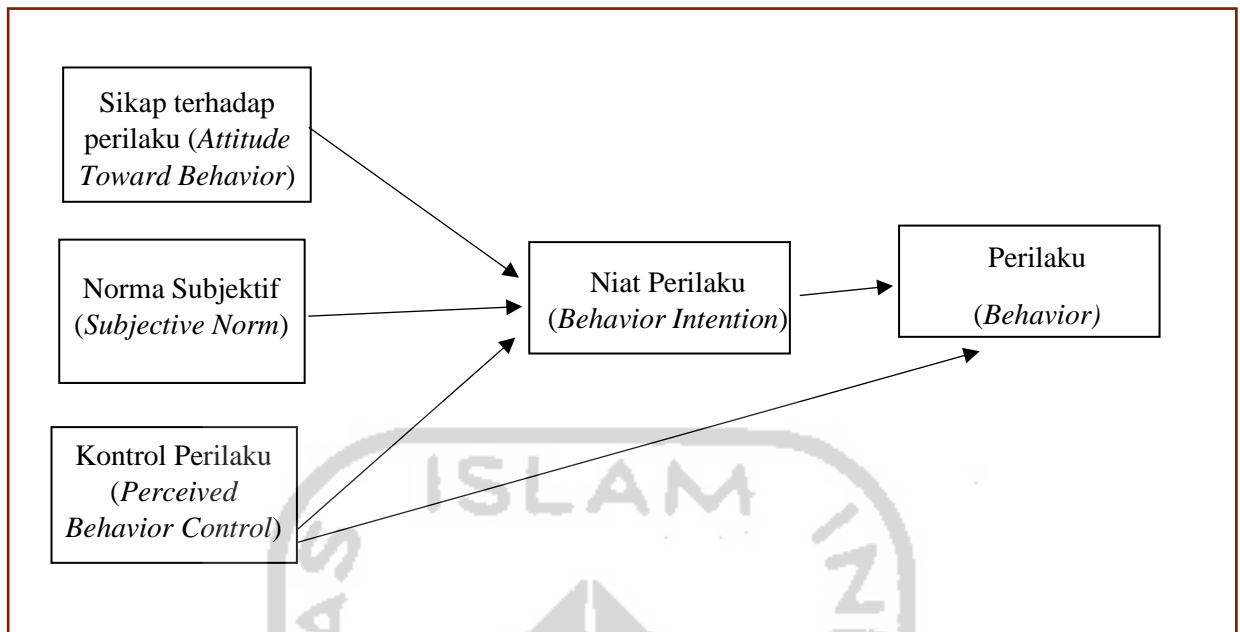 Sikap terhadap
perilaku (Attitude
Toward Behavior)
Norma Subjektif
(Subjective Norm)
Kontrol Perilaku
(Perceived
Behavior Control)
Niat Perilaku
(Behavior Intention)
Perilaku
(Behavior)
ISLAM